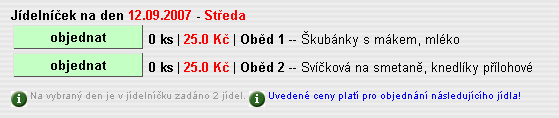 Jídelníček na den 12.09.2007 - Středa
objednat 0 ks | 25.0 Kč | Oběd 1 -- Škubánky s mákem, mléko
objednat 0 ks | 25.0 Kč | Oběd 2 -- Svíčková na smetaně, knedlíky přílohové
Na vybraný den je v jídelníčku zadáno 2 jídel. Uvedené ceny platí pro objednání následujícího jídla!